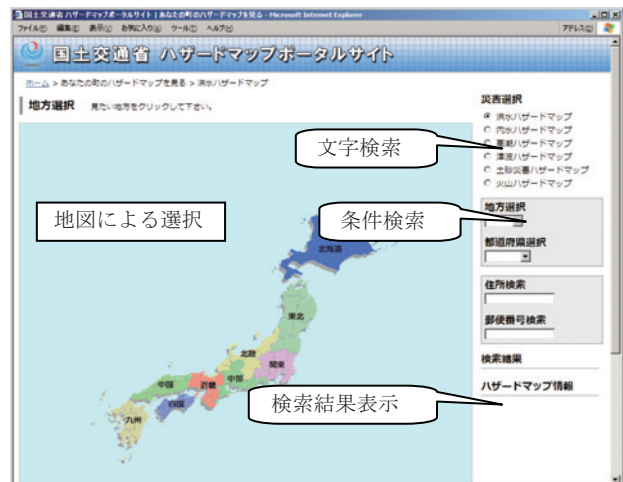 国土交通省 ハザードマップポータルサイト | あなたの町のハザードマップを見る - Microsoft Internet Explorer
ファイル(F) 編集(E) 表示(V) お気に入り(A) ツール(T) ヘルプ(H) アドレス(D)
国土交通省 ハザードマップポータルサイト
ホーム > あなたの町のハザードマップを見る > 洪水ハザードマップ
地方選択 見たい地方をクリックして下さい。
災害選択
洪水ハザードマップ
内水ハザードマップ
高潮ハザードマップ
津波ハザードマップ
土砂災害ハザードマップ
火山ハザードマップ
文字検索
地図による選択
条件検索
地方選択
都道府県選択
住所検索
郵便番号検索
検索結果
ハザードマップ情報
検索結果表示
北海道
東北
北陸
関東
中部
近畿
中国
四国
九州